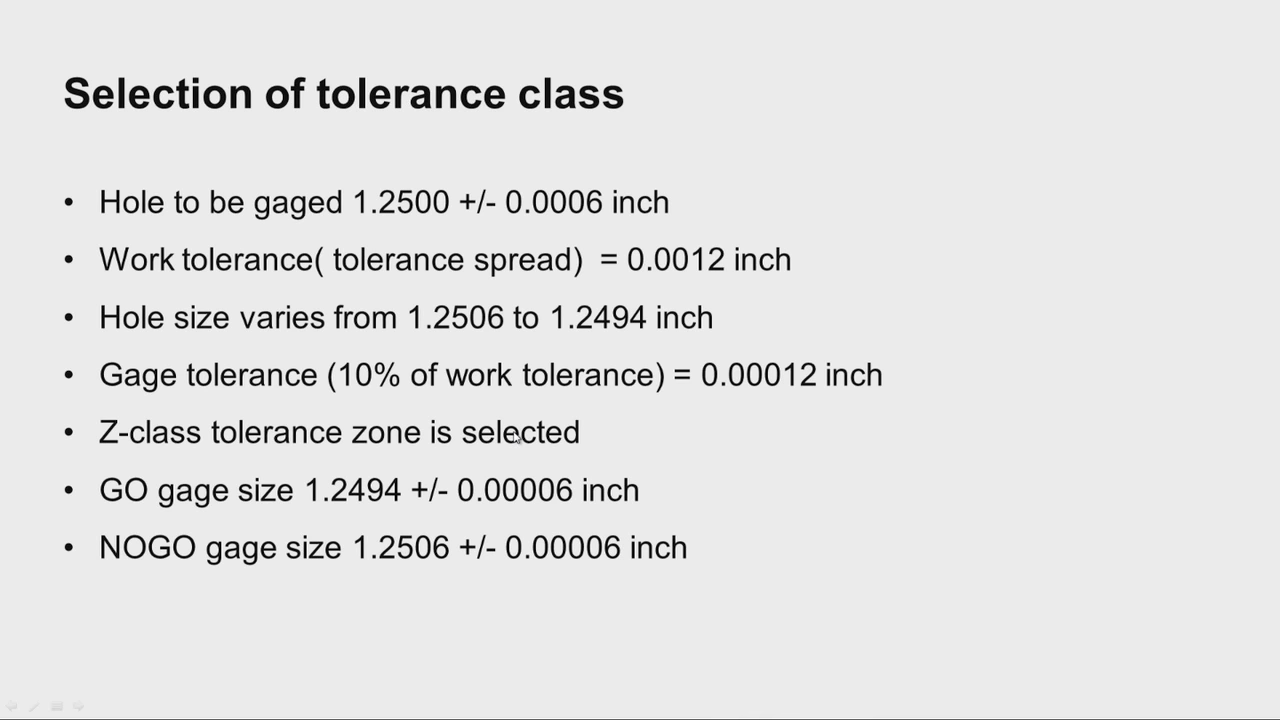 Selection of tolerance class
• Hole to be gaged 1.2500 +/- 0.0006 inch
• Work tolerance( tolerance spread)  = 0.0012 inch
• Hole size varies from 1.2506 to 1.2494 inch
• Gage tolerance (10% of work tolerance) = 0.00012 inch
• Z-class tolerance zone is selected
• GO gage size 1.2494 +/- 0.00006 inch
• NOGO gage size 1.2506 +/- 0.00006 inch